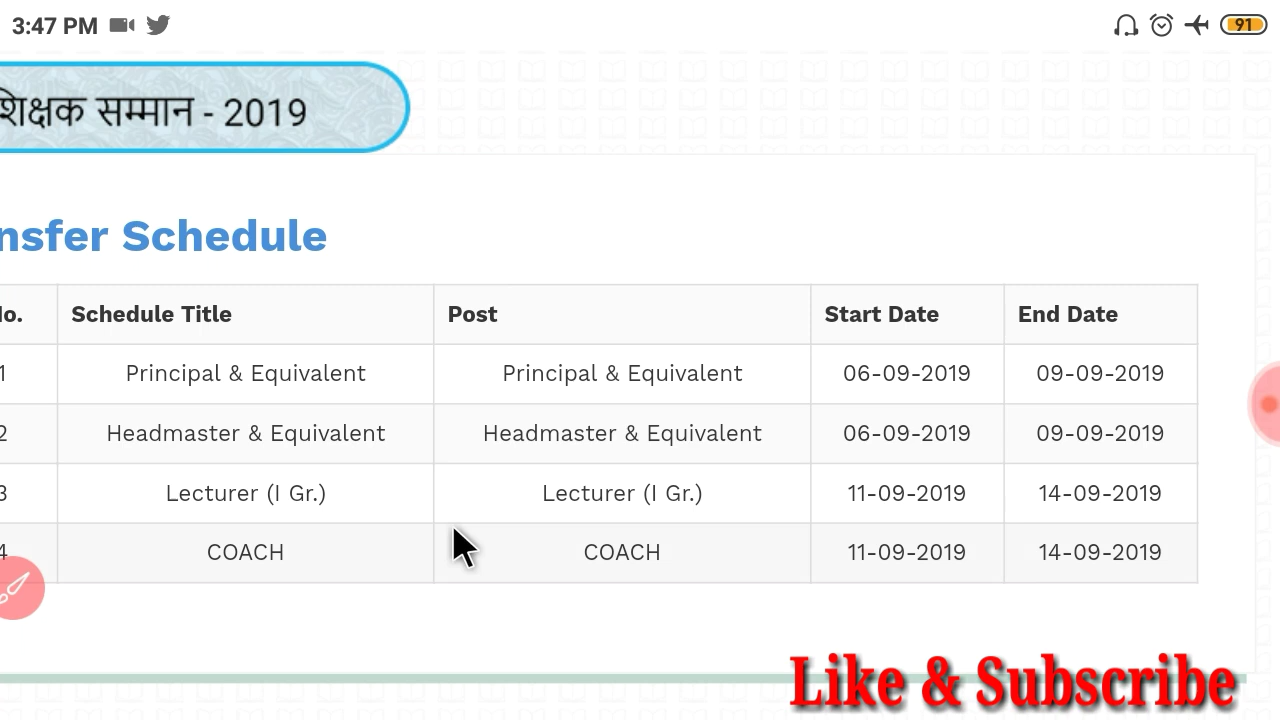 3:47 PM 91
शिक्षक सम्मान - 2019
nsfer Schedule
No. Schedule Title Post Start Date End Date
1 Principal & Equivalent Principal & Equivalent 06-09-2019 09-09-2019
2 Headmaster & Equivalent Headmaster & Equivalent 06-09-2019 09-09-2019
3 Lecturer (I Gr.) Lecturer (I Gr.) 11-09-2019 14-09-2019
4 COACH COACH 11-09-2019 14-09-2019
Like & Subscribe